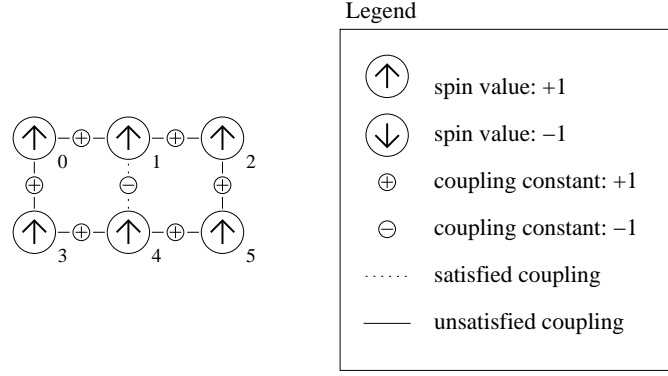 Legend
spin value: +1
spin value: −1
coupling constant: +1
coupling constant: −1
satisfied coupling
unsatisfied coupling
+ +
0 1 2
+ − +
+ +
3 4 5